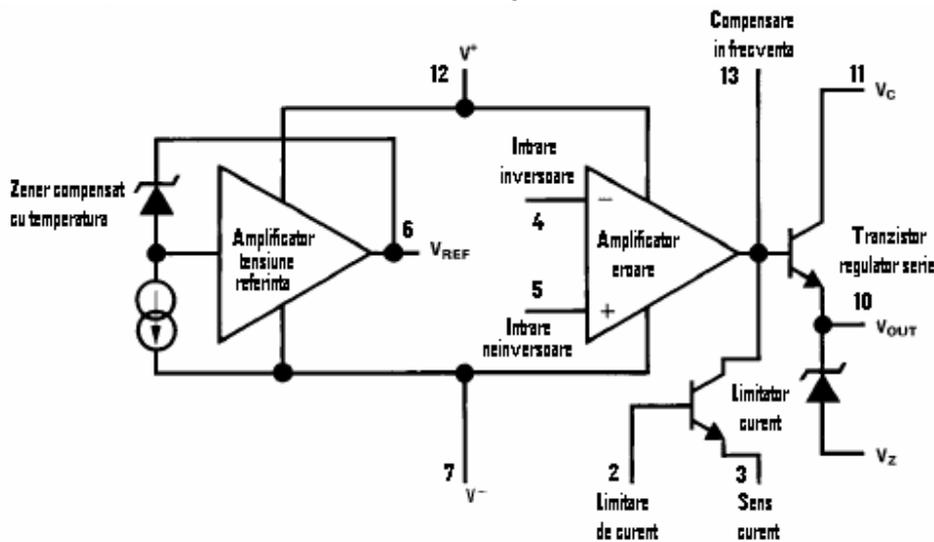 Compensare
in frecventa
V+
12
13
11
VC
Intrare
inversoare
Zener compensat
cu temperatura
4
−
6
VREF
Amplificator
tensiune
referinta
Amplificator
eroare
Tranzistor
regulator serie
5
+
Intrare
neinversoare
10
VOUT
Limitator
curent
VZ
7
V−
2
3
Limitare
de curent
Sens
curent